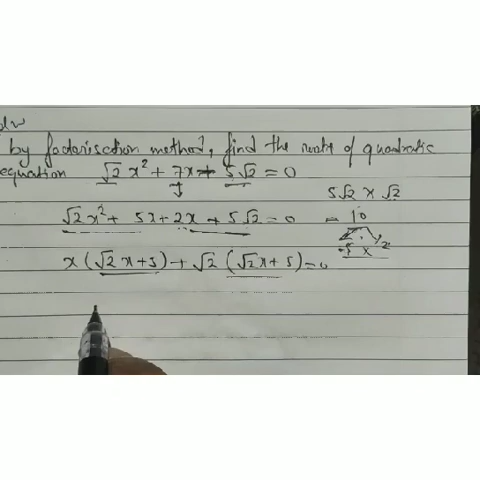 by factorisction method, find the roots of quadratic
equation √2 x² + 7x + 5√2 = 0
5√2 × √2
√2x² + 5x + 2x + 5√2 = 0
= 10
5 × 2
x(√2x+5) + √2(√2x+5) = 0